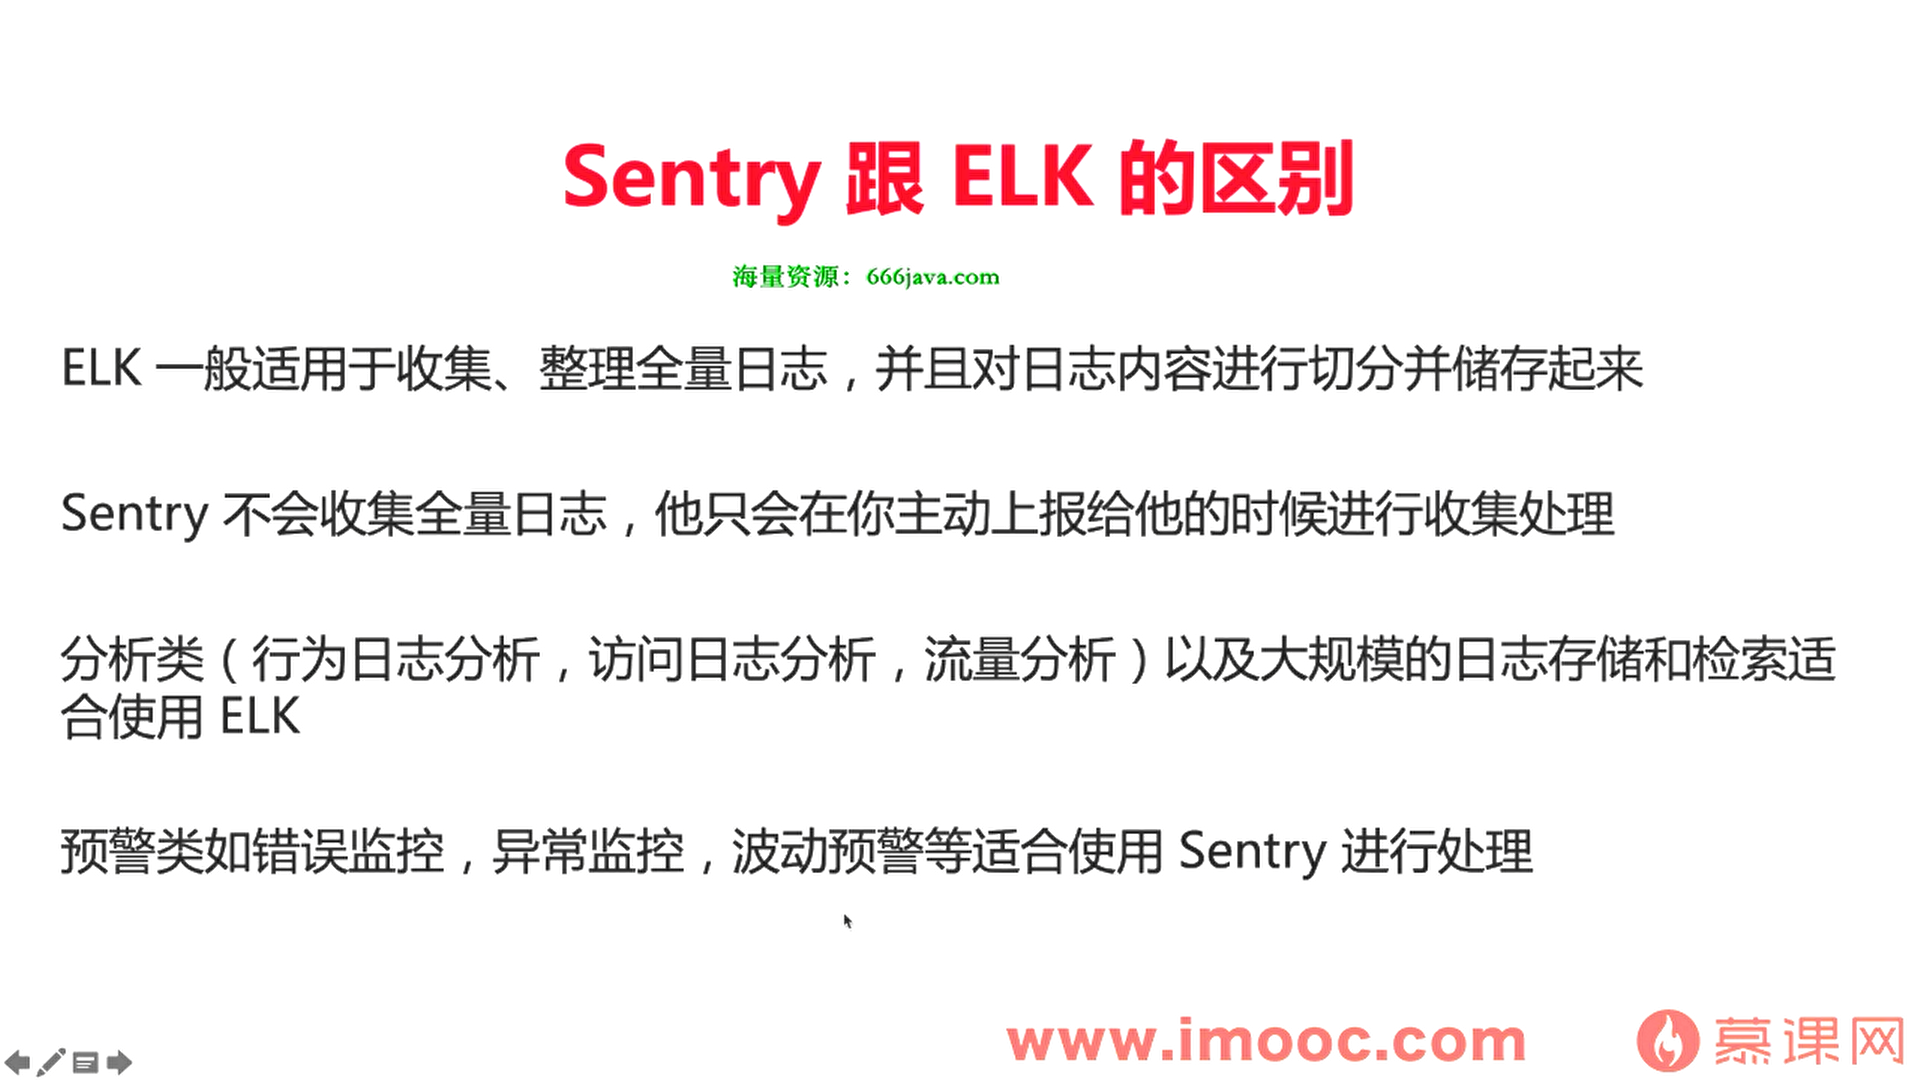 Sentry 跟 ELK 的区别
海量资源：666java.com
ELK 一般适用于收集、整理全量日志，并且对日志内容进行切分并储存起来
Sentry 不会收集全量日志，他只会在你主动上报给他的时候进行收集处理
分析类（行为日志分析，访问日志分析，流量分析）以及大规模的日志存储和检索适
合使用 ELK
预警类如错误监控，异常监控，波动预警等适合使用 Sentry 进行处理
www.imooc.com
慕课网